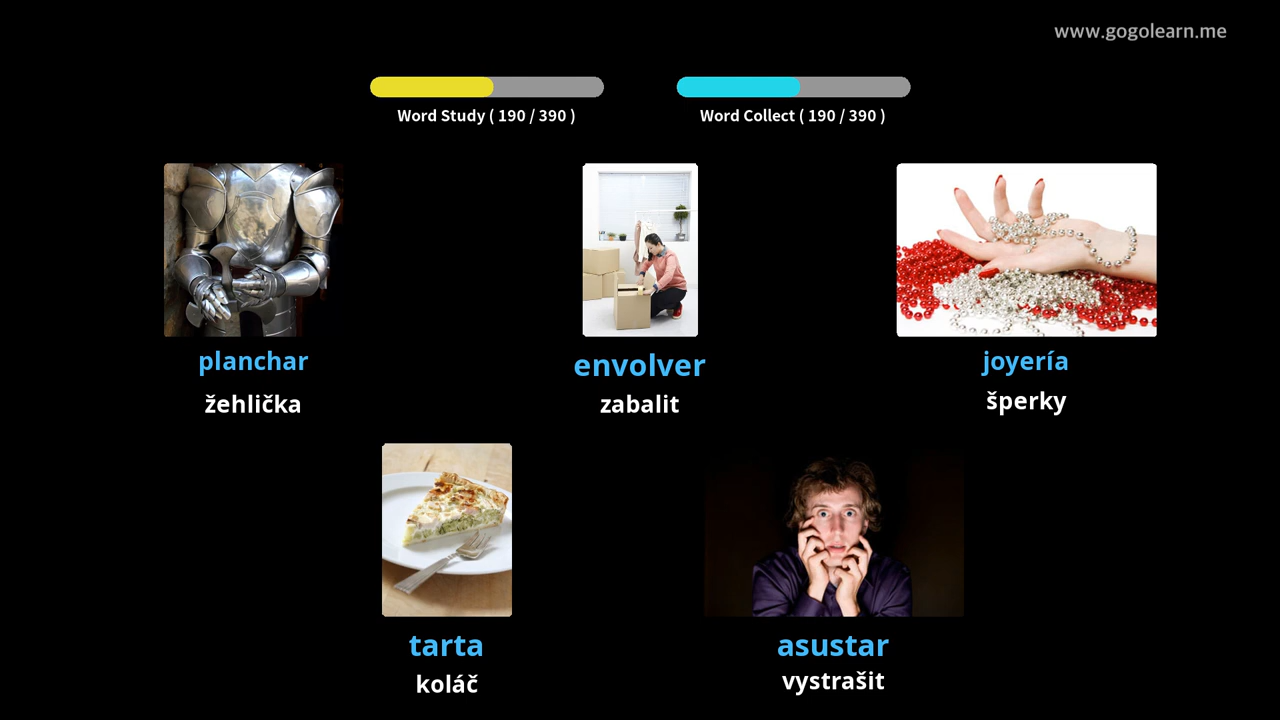 www.gogolearn.me
Word Study ( 190 / 390 )
Word Collect ( 190 / 390 )
planchar
žehlička
envolver
zabalit
joyería
šperky
tarta
koláč
asustar
vystrašit